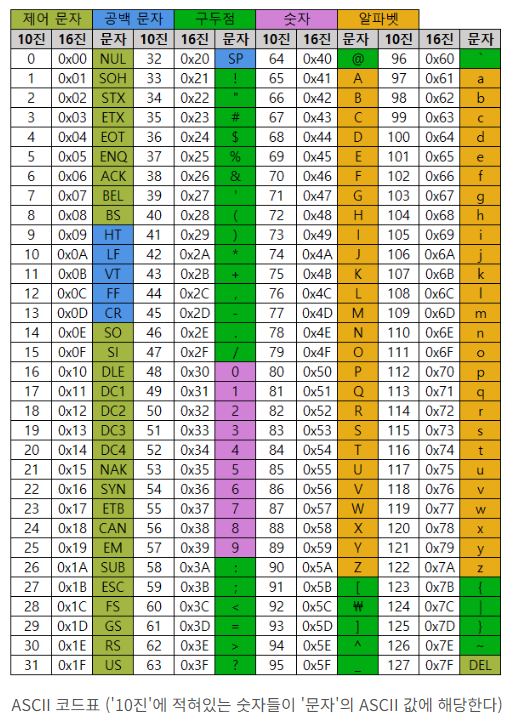 제어 문자 공백 문자 구두점 숫자 알파벳
10진 16진 문자 10진 16진 문자 10진 16진 문자 10진 16진 문자
0 0x00 NUL 32 0x20 SP 64 0x40 @ 96 0x60 `
1 0x01 SOH 33 0x21 ! 65 0x41 A 97 0x61 a
2 0x02 STX 34 0x22 " 66 0x42 B 98 0x62 b
3 0x03 ETX 35 0x23 # 67 0x43 C 99 0x63 c
4 0x04 EOT 36 0x24 $ 68 0x44 D 100 0x64 d
5 0x05 ENQ 37 0x25 % 69 0x45 E 101 0x65 e
6 0x06 ACK 38 0x26 & 70 0x46 F 102 0x66 f
7 0x07 BEL 39 0x27 ' 71 0x47 G 103 0x67 g
8 0x08 BS 40 0x28 ( 72 0x48 H 104 0x68 h
9 0x09 HT 41 0x29 ) 73 0x49 I 105 0x69 i
10 0x0A LF 42 0x2A * 74 0x4A J 106 0x6A j
11 0x0B VT 43 0x2B + 75 0x4B K 107 0x6B k
12 0x0C FF 44 0x2C , 76 0x4C L 108 0x6C l
13 0x0D CR 45 0x2D - 77 0x4D M 109 0x6D m
14 0x0E SO 46 0x2E . 78 0x4E N 110 0x6E n
15 0x0F SI 47 0x2F / 79 0x4F O 111 0x6F o
16 0x10 DLE 48 0x30 0 80 0x50 P 112 0x70 p
17 0x11 DC1 49 0x31 1 81 0x51 Q 113 0x71 q
18 0x12 DC2 50 0x32 2 82 0x52 R 114 0x72 r
19 0x13 DC3 51 0x33 3 83 0x53 S 115 0x73 s
20 0x14 DC4 52 0x34 4 84 0x54 T 116 0x74 t
21 0x15 NAK 53 0x35 5 85 0x55 U 117 0x75 u
22 0x16 SYN 54 0x36 6 86 0x56 V 118 0x76 v
23 0x17 ETB 55 0x37 7 87 0x57 W 119 0x77 w
24 0x18 CAN 56 0x38 8 88 0x58 X 120 0x78 x
25 0x19 EM 57 0x39 9 89 0x59 Y 121 0x79 y
26 0x1A SUB 58 0x3A : 90 0x5A Z 122 0x7A z
27 0x1B ESC 59 0x3B ; 91 0x5B [ 123 0x7B {
28 0x1C FS 60 0x3C < 92 0x5C ₩ 124 0x7C |
29 0x1D GS 61 0x3D = 93 0x5D ] 125 0x7D }
30 0x1E RS 62 0x3E > 94 0x5E ^ 126 0x7E ~
31 0x1F US 63 0x3F ? 95 0x5F _ 127 0x7F DEL
ASCII 코드표 ('10진'에 적혀있는 숫자들이 '문자'의 ASCII 값에 해당한다)